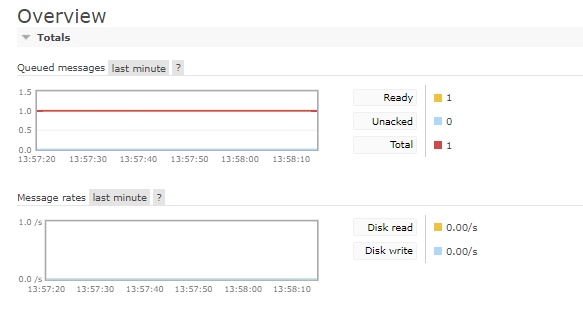 Overview
Totals
Queued messages last minute ?
1.5
1.0
0.5
0.0
13:57:20 13:57:30 13:57:40 13:57:50 13:58:00 13:58:10
Ready 1
Unacked 0
Total 1
Message rates last minute ?
1.0 /s
0.0 /s
13:57:20 13:57:30 13:57:40 13:57:50 13:58:00 13:58:10
Disk read 0.00/s
Disk write 0.00/s